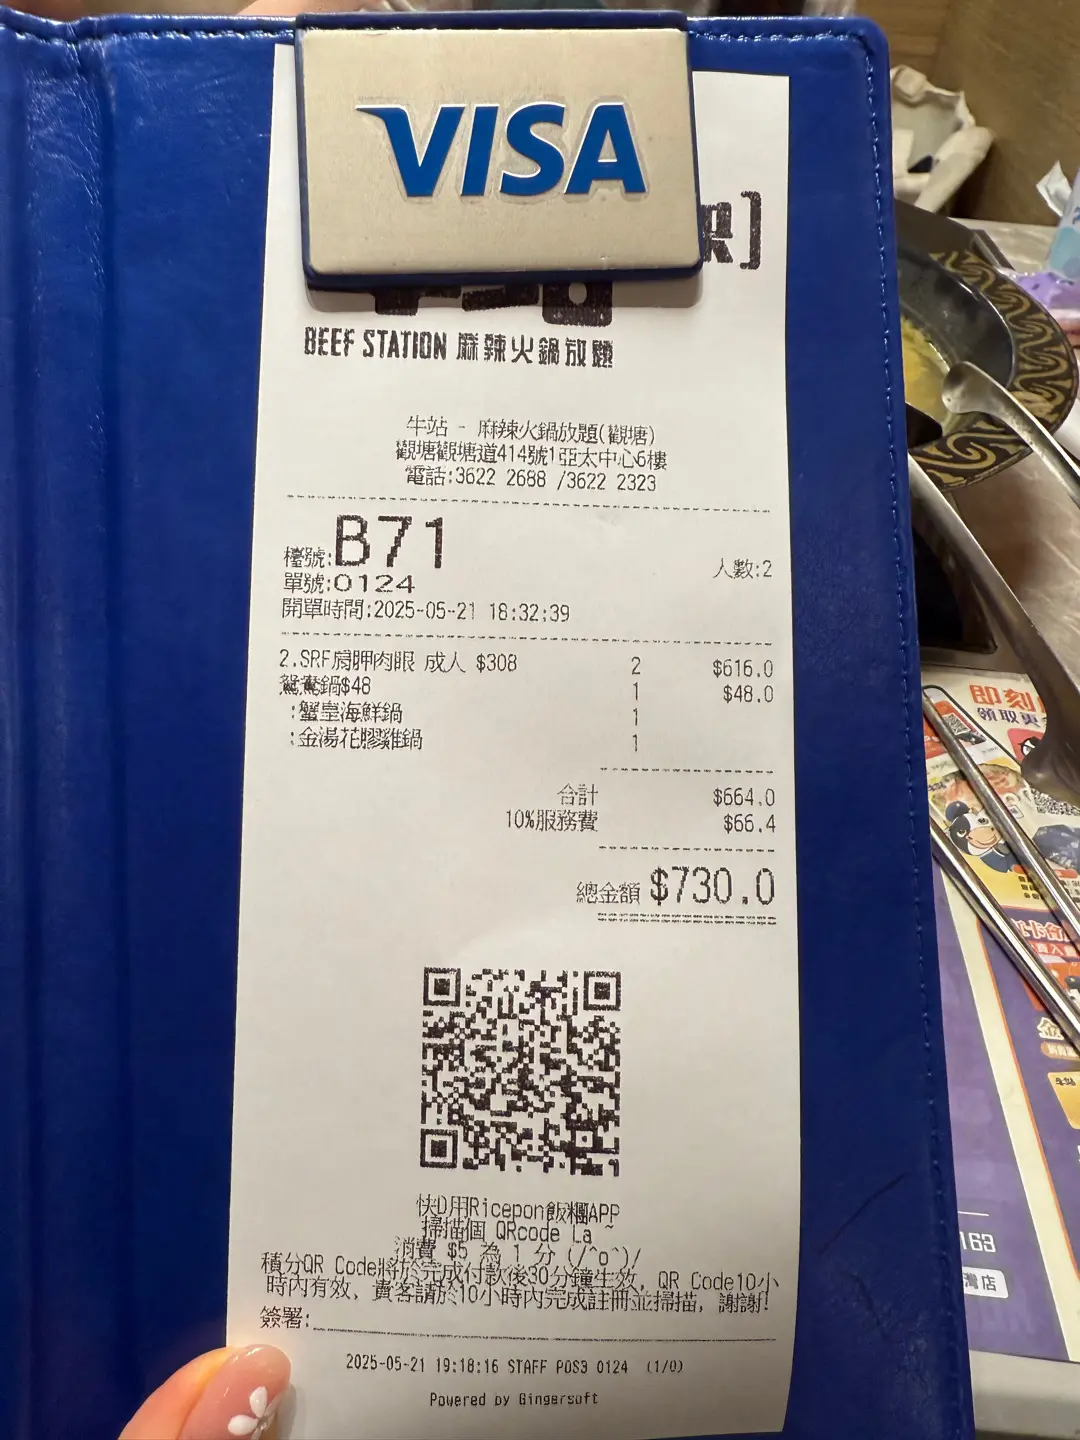 VISA
BEEF STATION 麻辣火鍋放題
牛站 - 麻辣火鍋放題(觀塘)
觀塘觀塘道414號1亞太中心6樓
電話:3622 2688 /3622 2323
檯號:B71
人數:2
單號:0124
開單時間:2025-05-21 18:32:39
2.SRF肩胛肉眼 成人 $308 2 $616.0
鴛鴦鍋$48 1 $48.0
:蟹皇海鮮鍋 1
:金湯花膠雞鍋 1
合計 $664.0
10%服務費 $66.4
總金額 $730.0
快D用Ricepon飯糰APP
掃描個 QRcode La ~
消費 $5 為 1 分 (/^o^)/
積分QR Code將於完成付款後30分鐘生效, QR Code10小
時內有效, 貴客請於10小時內完成註冊並掃描, 謝謝!
簽署:
2025-05-21 19:18:16 STAFF POS3 0124 (1/0)
Powered by Gingersoft
即刻
領取更
163
灣店